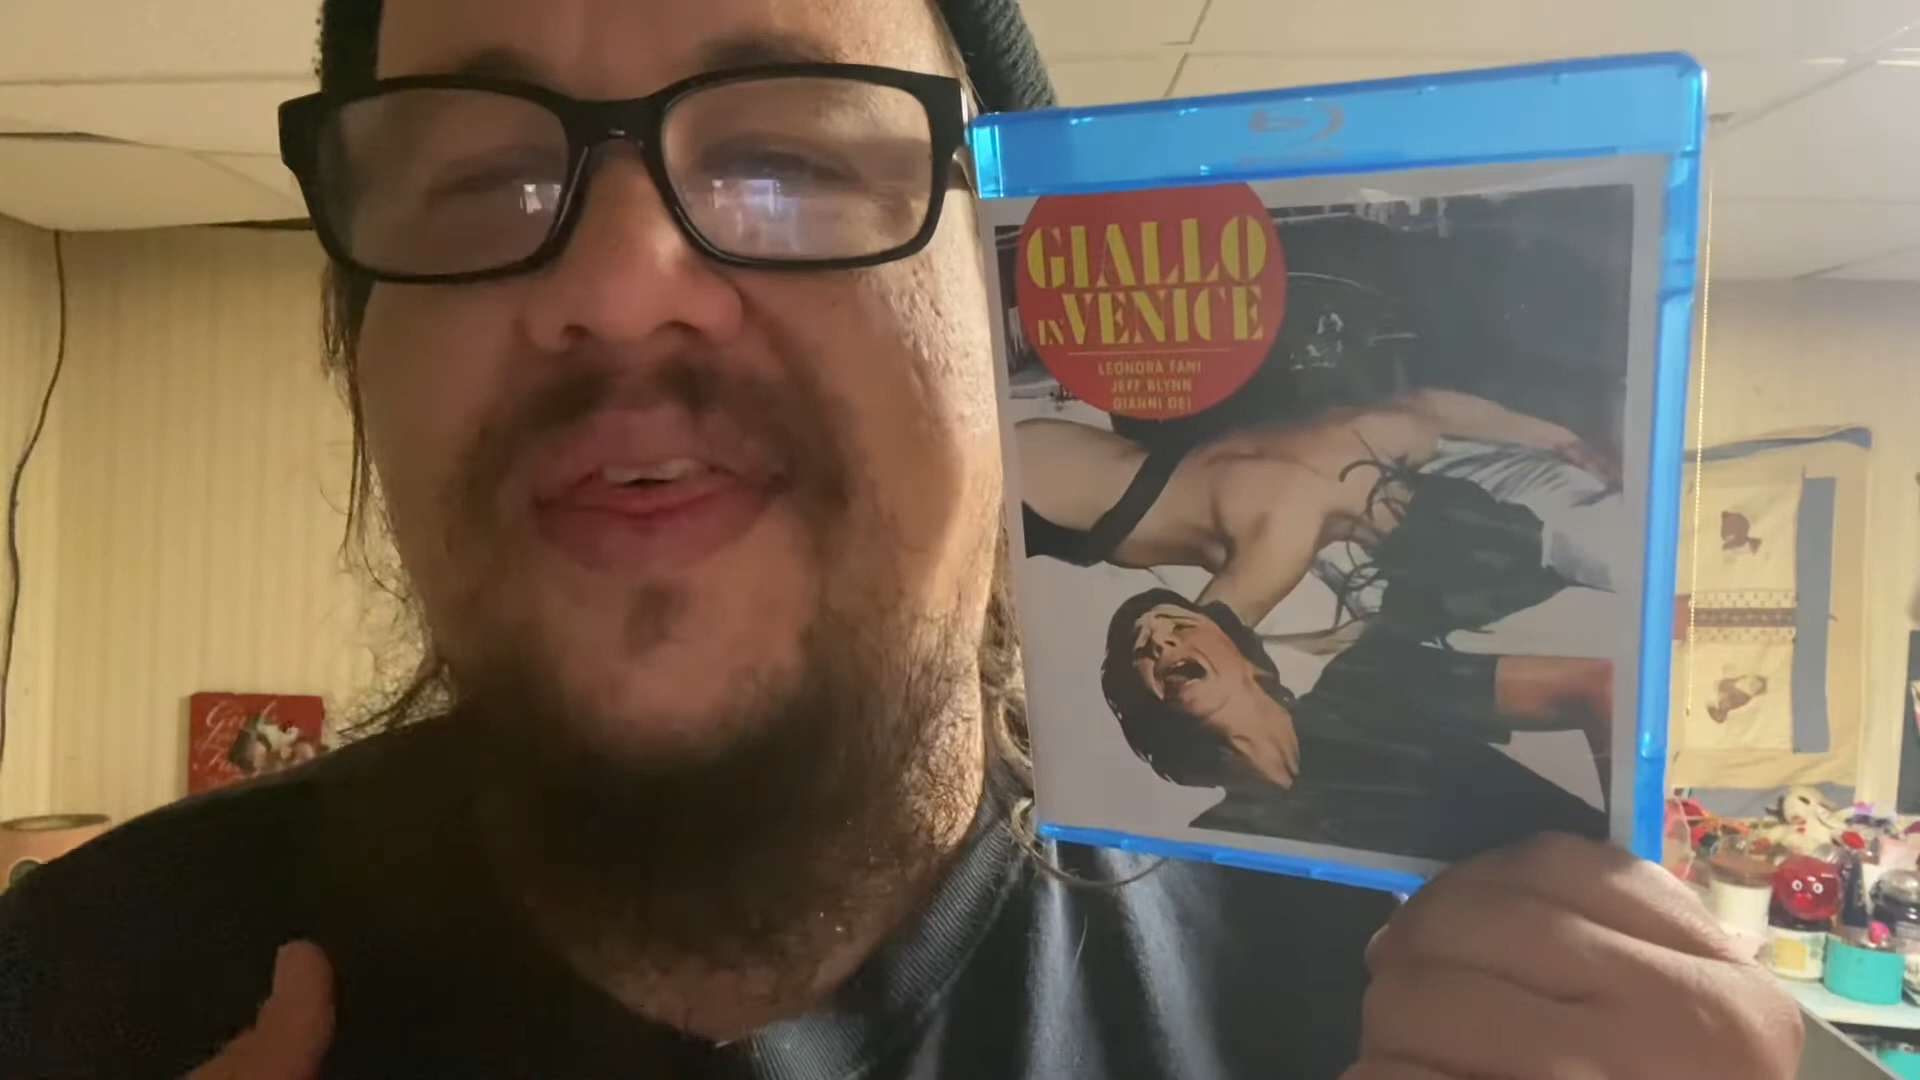 GIALLO
IN VENICE
LEONORA FANI
JEFF BLYNN
GIANNI DEI